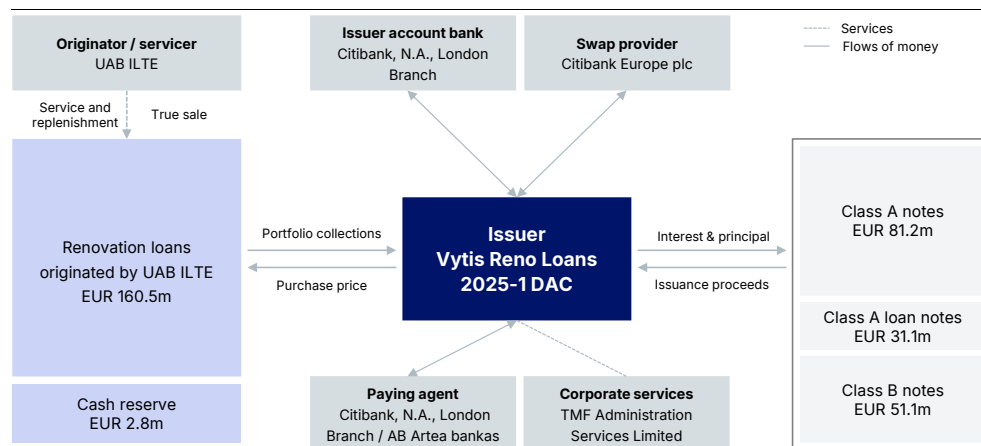 Originator / servicer
UAB ILTE
Issuer account bank
Citibank, N.A., London
Branch
Swap provider
Citibank Europe plc
Services
Flows of money
Service and
replenishment
True sale
Renovation loans
originated by UAB ILTE
EUR 160.5m
Portfolio collections
Purchase price
Issuer
Vytis Reno Loans
2025-1 DAC
Interest & principal
Issuance proceeds
Class A notes
EUR 81.2m
Class A loan notes
EUR 31.1m
Class B notes
EUR 51.1m
Cash reserve
EUR 2.8m
Paying agent
Citibank, N.A., London
Branch / AB Artea bankas
Corporate services
TMF Administration
Services Limited